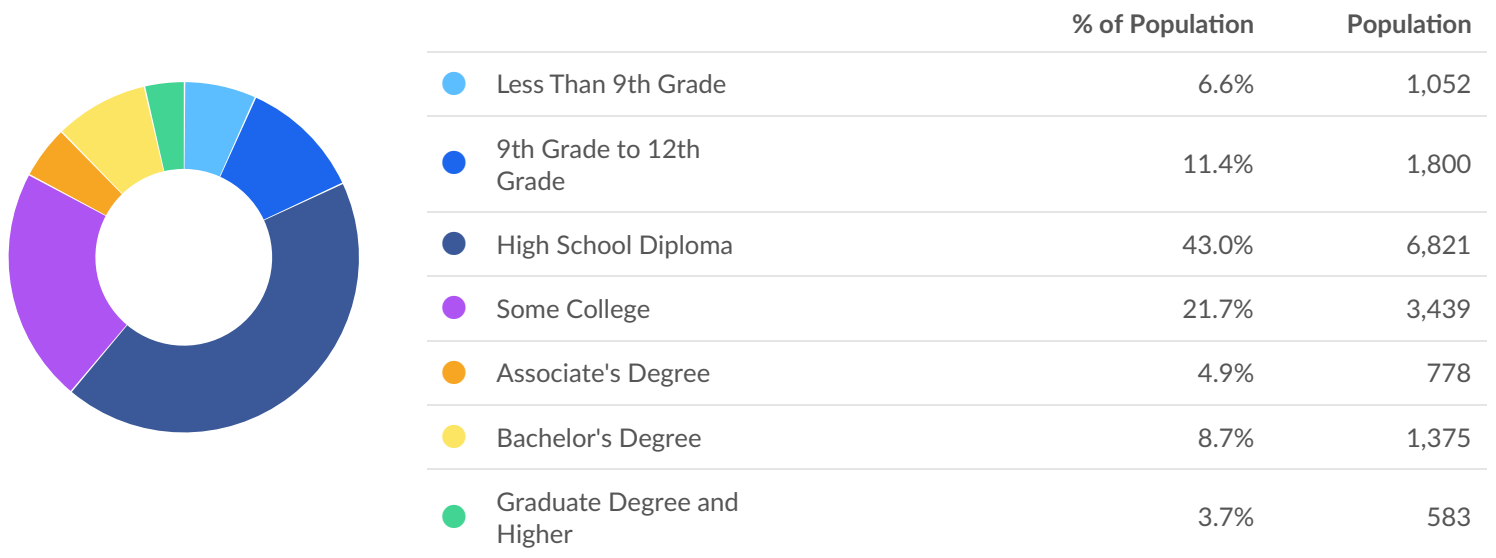 % of Population Population
Less Than 9th Grade 6.6% 1,052
9th Grade to 12th
Grade 11.4% 1,800
High School Diploma 43.0% 6,821
Some College 21.7% 3,439
Associate's Degree 4.9% 778
Bachelor's Degree 8.7% 1,375
Graduate Degree and
Higher 3.7% 583